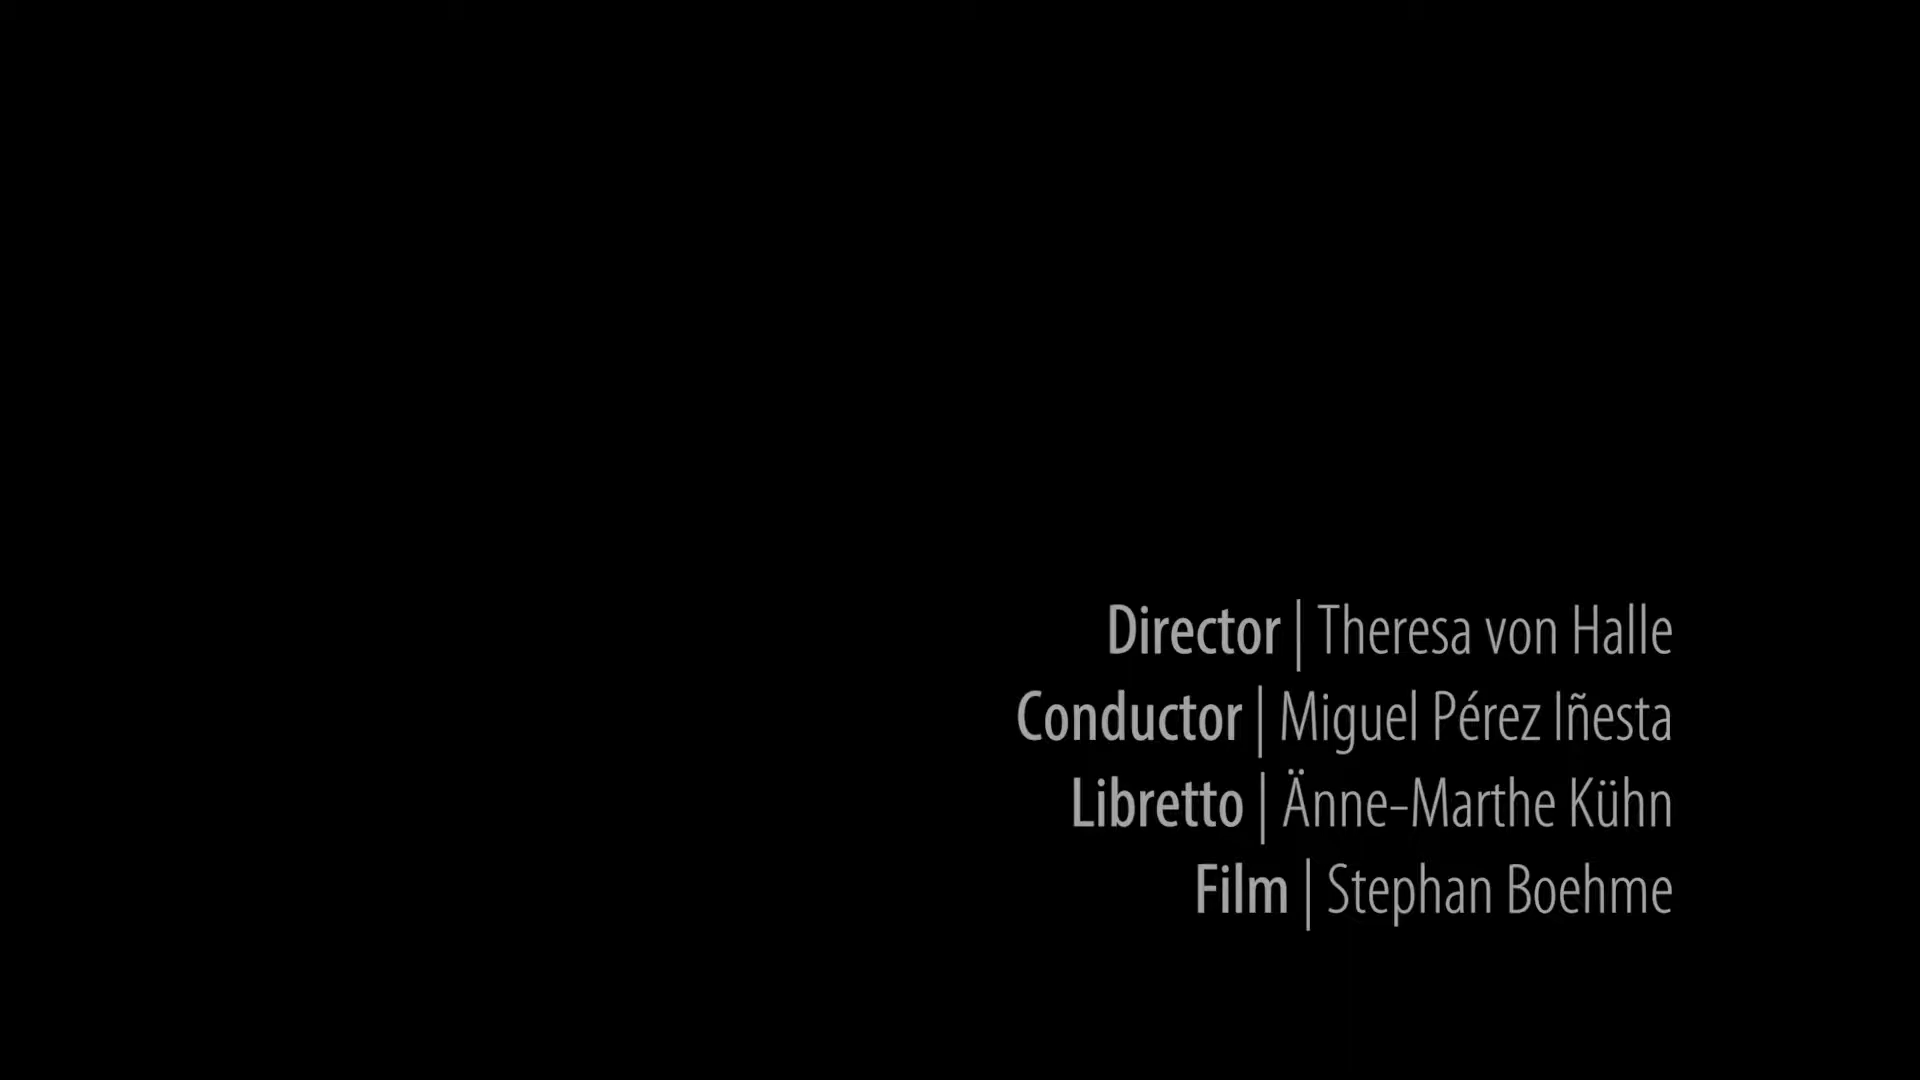 Director | Theresa von Halle
Conductor | Miguel Pérez Iñesta
Libretto | Änne-Marthe Kühn
Film | Stephan Boehme